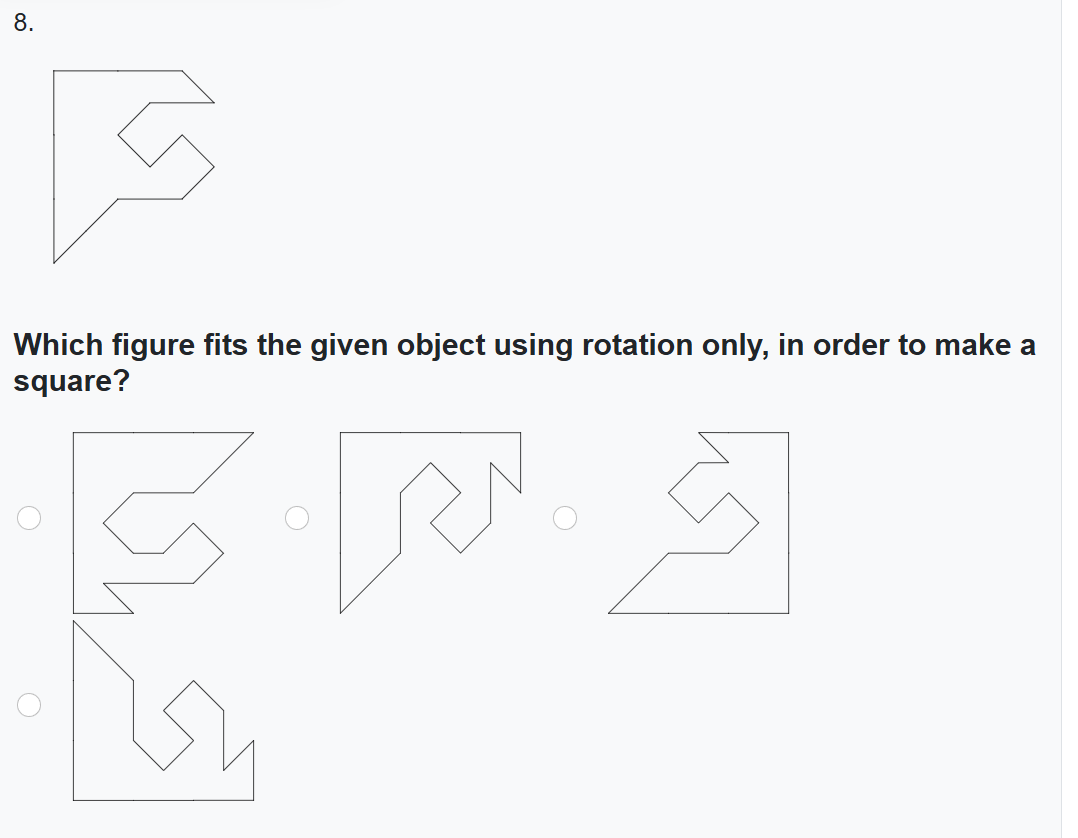 8.
Which figure fits the given object using rotation only, in order to make a
square?